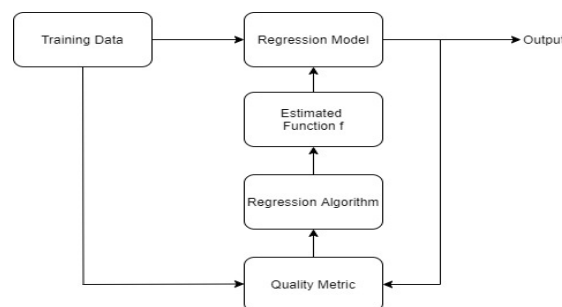 Training Data
Regression Model
Output
Estimated
Function f
Regression Algorithm
Quality Metric